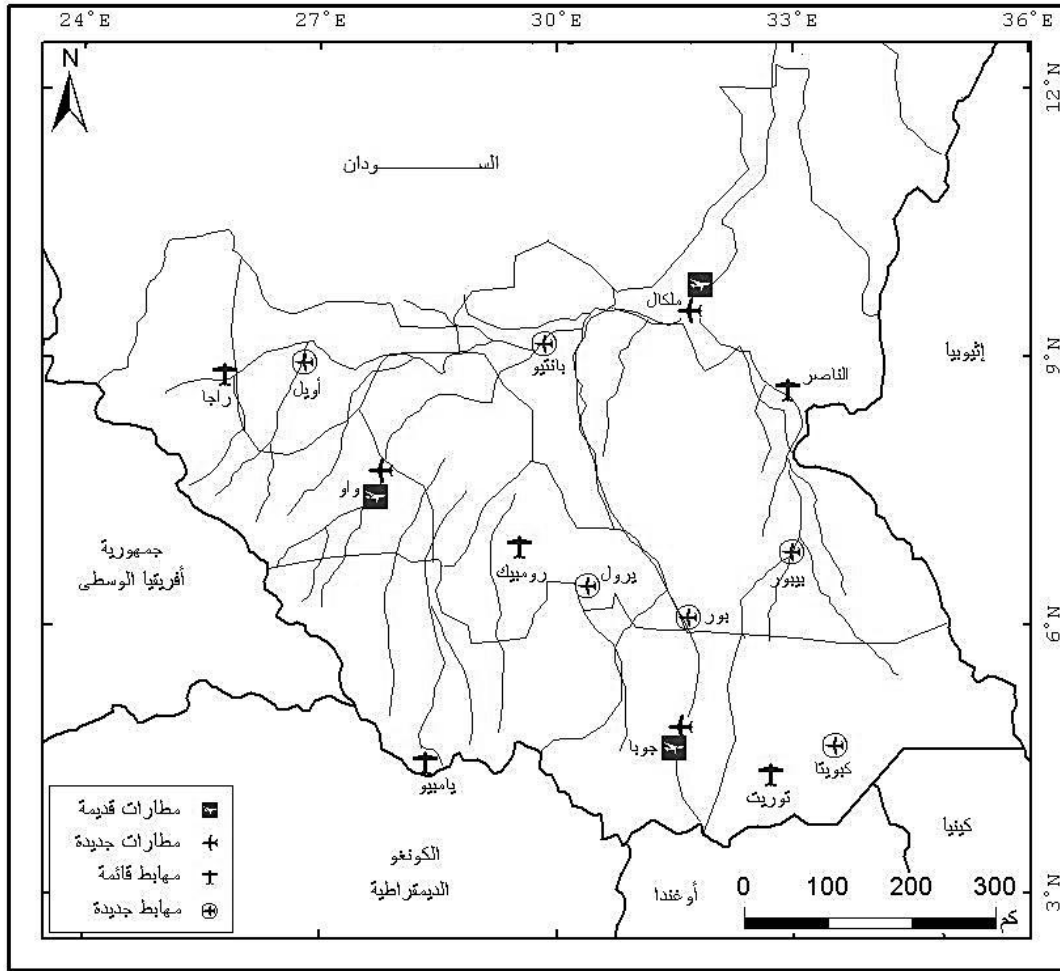 24°E 27°E 30°E 33°E 36°E
N
12°N
الســــــودان
ملكال
إثيوبيا
9°N
بانتيو
الناصر
أويل
راجا
واو
جمهورية
أفريقيا الوسطى
رومبيك
يرول
بيبور
بور
6°N
جوبا
كبويتا
توريت
يامبيو
مطارات قديمة
مطارات جديدة
مهابط قائمة
مهابط جديدة
الكونغو
الديمقراطية
أوغندا
كينيا
3°N
0 100 200 300
كم